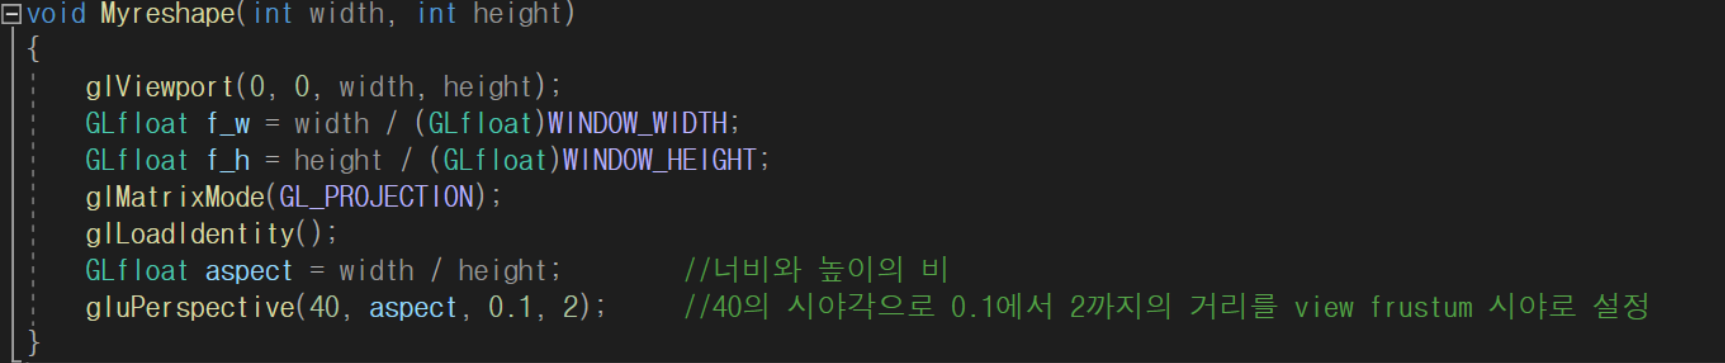 void Myreshape(int width, int height)
{
    glViewport(0, 0, width, height);
    GLfloat f_w = width / (GLfloat)WINDOW_WIDTH;
    GLfloat f_h = height / (GLfloat)WINDOW_HEIGHT;
    glMatrixMode(GL_PROJECTION);
    glLoadIdentity();
    GLfloat aspect = width / height;        //너비와 높이의 비
    gluPerspective(40, aspect, 0.1, 2);     //40의 시야각으로 0.1에서 2까지의 거리를 view frustum 시야로 설정
}